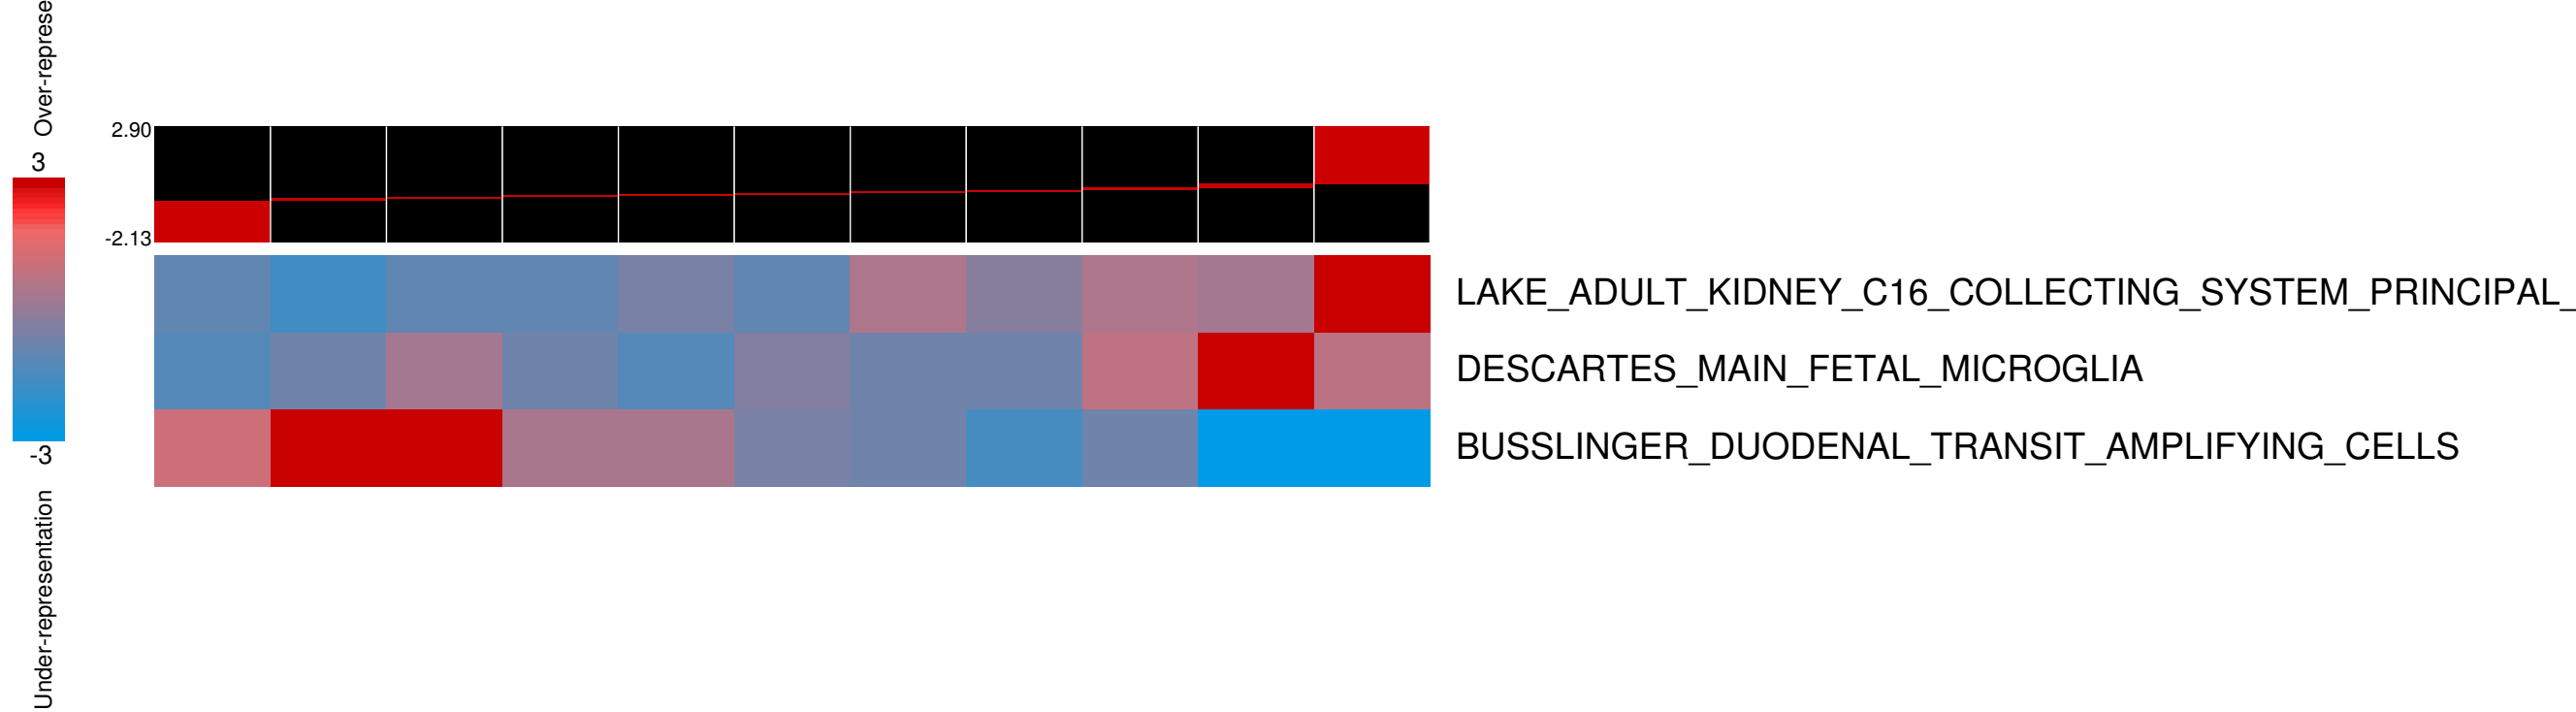 Over-represe
2.90
3
-2.13
LAKE_ADULT_KIDNEY_C16_COLLECTING_SYSTEM_PRINCIPAL_
DESCARTES_MAIN_FETAL_MICROGLIA
BUSSLINGER_DUODENAL_TRANSIT_AMPLIFYING_CELLS
-3
Under-representation